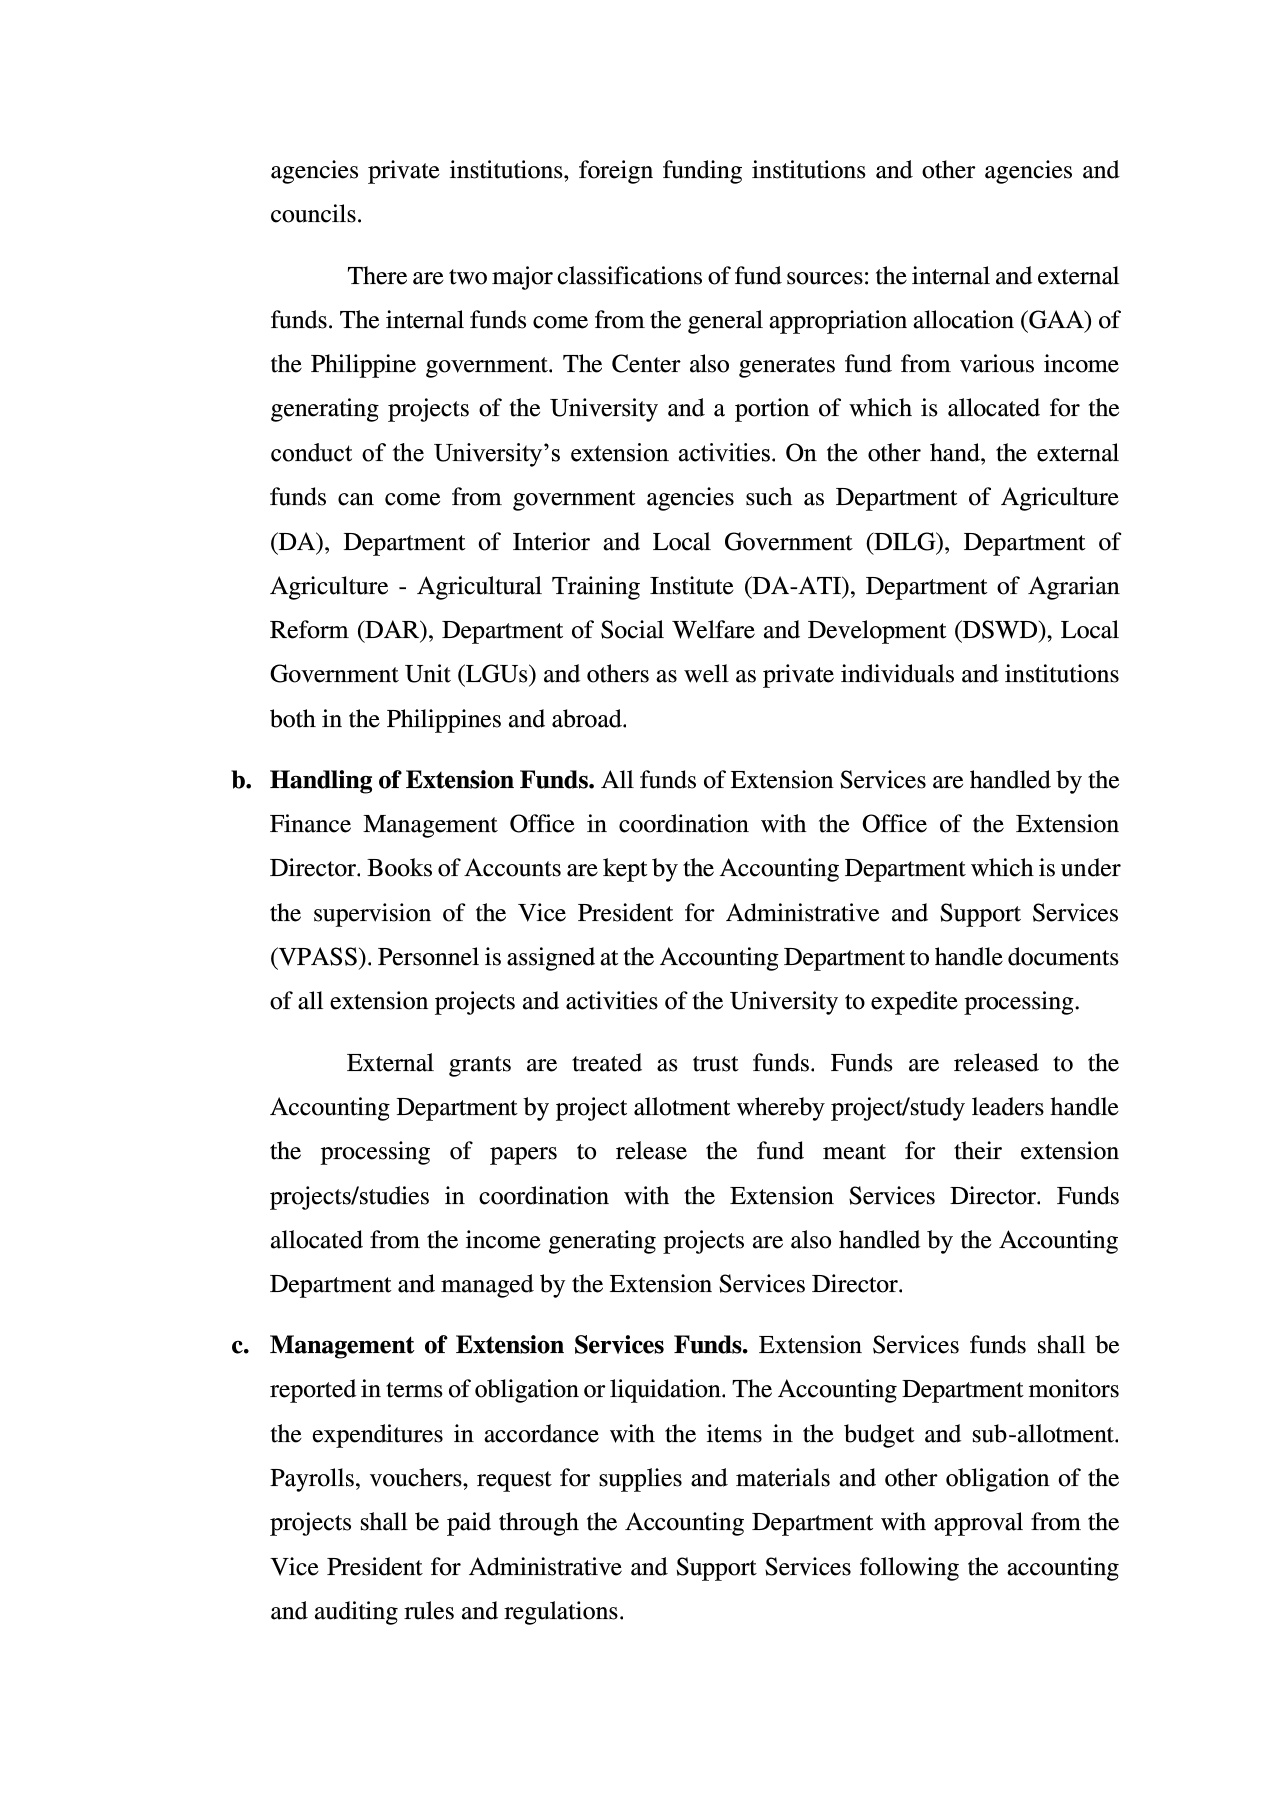 agencies private institutions, foreign funding institutions and other agencies and
councils.
There are two major classifications of fund sources: the internal and external
funds. The internal funds come from the general appropriation allocation (GAA) of
the Philippine government. The Center also generates fund from various income
generating projects of the University and a portion of which is allocated for the
conduct of the University’s extension activities. On the other hand, the external
funds can come from government agencies such as Department of Agriculture
(DA), Department of Interior and Local Government (DILG), Department of
Agriculture - Agricultural Training Institute (DA-ATI), Department of Agrarian
Reform (DAR), Department of Social Welfare and Development (DSWD), Local
Government Unit (LGUs) and others as well as private individuals and institutions
both in the Philippines and abroad.
b. Handling of Extension Funds. All funds of Extension Services are handled by the
Finance Management Office in coordination with the Office of the Extension
Director. Books of Accounts are kept by the Accounting Department which is under
the supervision of the Vice President for Administrative and Support Services
(VPASS). Personnel is assigned at the Accounting Department to handle documents
of all extension projects and activities of the University to expedite processing.
External grants are treated as trust funds. Funds are released to the
Accounting Department by project allotment whereby project/study leaders handle
the processing of papers to release the fund meant for their extension
projects/studies in coordination with the Extension Services Director. Funds
allocated from the income generating projects are also handled by the Accounting
Department and managed by the Extension Services Director.
c. Management of Extension Services Funds. Extension Services funds shall be
reported in terms of obligation or liquidation. The Accounting Department monitors
the expenditures in accordance with the items in the budget and sub-allotment.
Payrolls, vouchers, request for supplies and materials and other obligation of the
projects shall be paid through the Accounting Department with approval from the
Vice President for Administrative and Support Services following the accounting
and auditing rules and regulations.